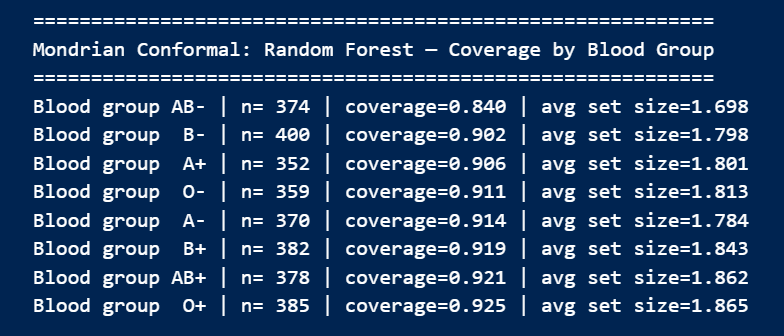 ===========================================================
Mondrian Conformal: Random Forest — Coverage by Blood Group
===========================================================
Blood group AB- | n= 374 | coverage=0.840 | avg set size=1.698
Blood group  B- | n= 400 | coverage=0.902 | avg set size=1.798
Blood group  A+ | n= 352 | coverage=0.906 | avg set size=1.801
Blood group  O- | n= 359 | coverage=0.911 | avg set size=1.813
Blood group  A- | n= 370 | coverage=0.914 | avg set size=1.784
Blood group  B+ | n= 382 | coverage=0.919 | avg set size=1.843
Blood group AB+ | n= 378 | coverage=0.921 | avg set size=1.862
Blood group  O+ | n= 385 | coverage=0.925 | avg set size=1.865